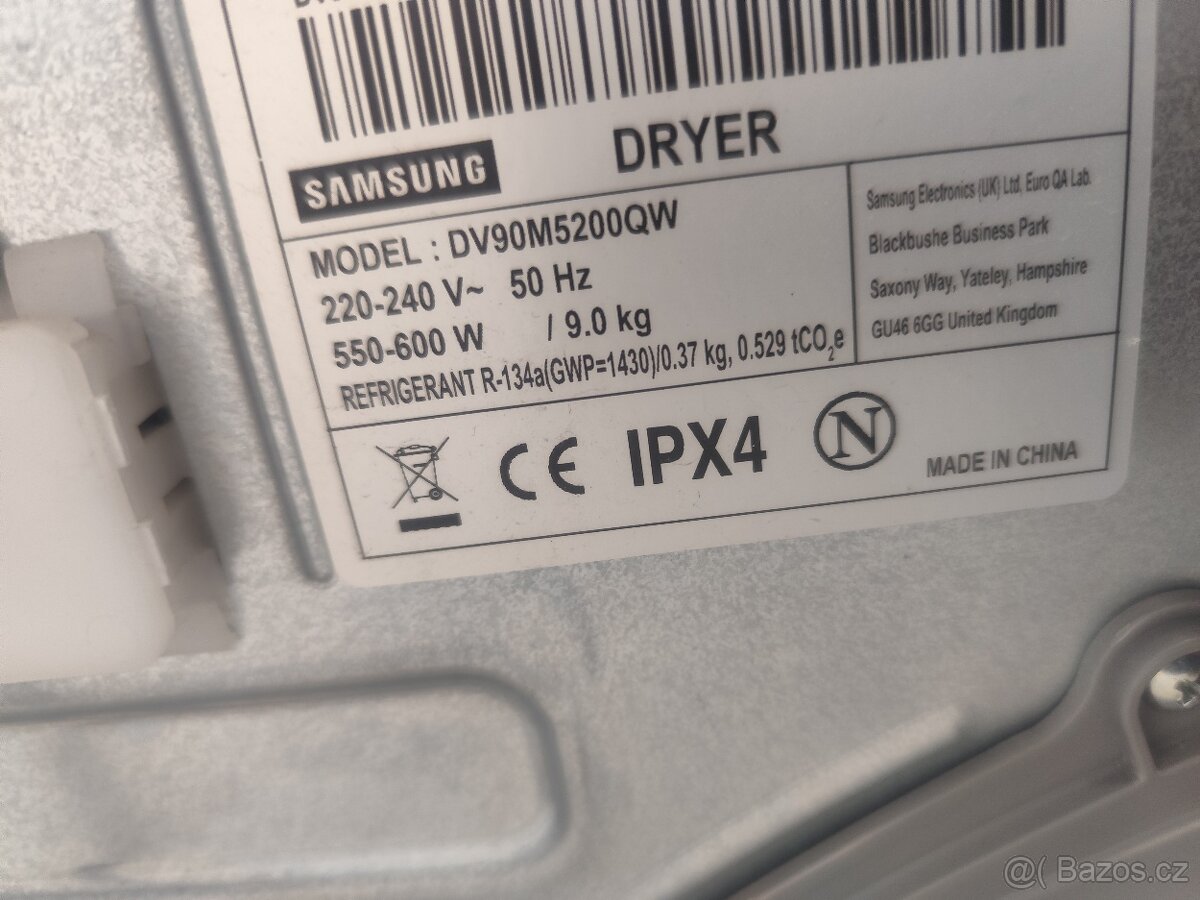 SAMSUNG DRYER
MODEL : DV90M5200QW
220-240 V~ 50 Hz
550-600 W / 9.0 kg
REFRIGERANT R-134a(GWP=1430)/0.37 kg, 0.529 tCO₂e
Samsung Electronics (UK) Ltd. Euro QA Lab.
Blackbushe Business Park
Saxony Way, Yateley, Hampshire
GU46 6GG United Kingdom
CE IPX4 N
MADE IN CHINA
@( Bazos.cz